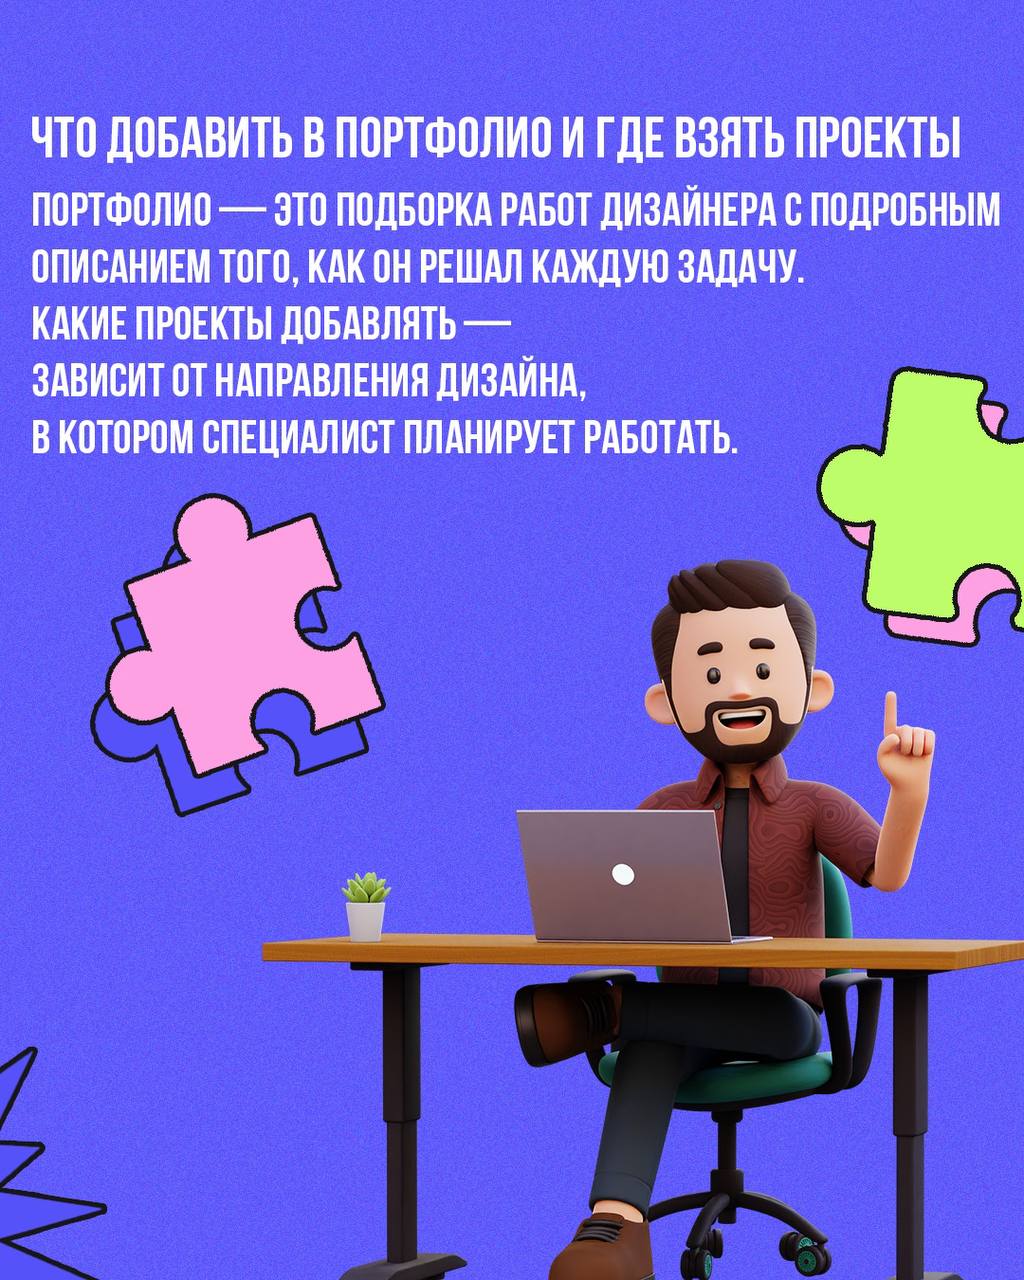 ЧТО ДОБАВИТЬ В ПОРТФОЛИО И ГДЕ ВЗЯТЬ ПРОЕКТЫ
ПОРТФОЛИО — ЭТО ПОДБОРКА РАБОТ ДИЗАЙНЕРА С ПОДРОБНЫМ
ОПИСАНИЕМ ТОГО, КАК ОН РЕШАЛ КАЖДУЮ ЗАДАЧУ.
КАКИЕ ПРОЕКТЫ ДОБАВЛЯТЬ —
ЗАВИСИТ ОТ НАПРАВЛЕНИЯ ДИЗАЙНА,
В КОТОРОМ СПЕЦИАЛИСТ ПЛАНИРУЕТ РАБОТАТЬ.